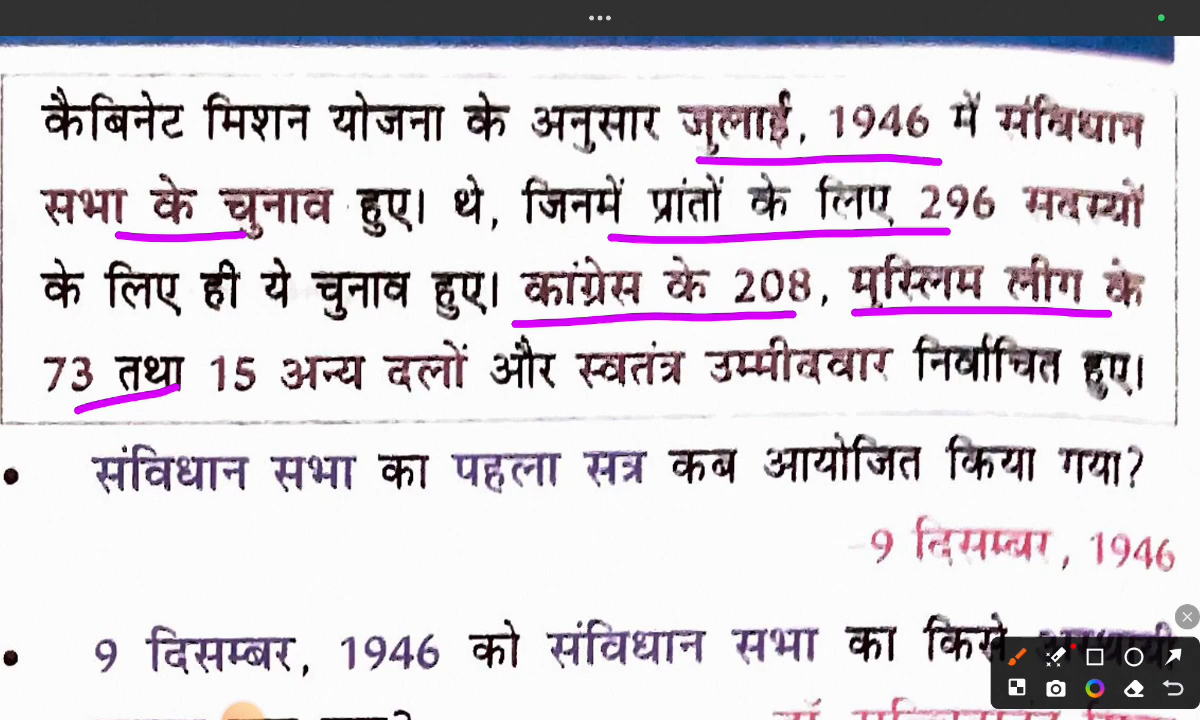 कैबिनेट मिशन योजना के अनुसार जुलाई, 1946 में संविधान
सभा के चुनाव हुए। थे, जिनमें प्रांतों के लिए 296 सदस्यों
के लिए ही ये चुनाव हुए। कांग्रेस के 208, मुस्लिम लीग के
73 तथा 15 अन्य दलों और स्वतंत्र उम्मीदवार निर्वाचित हुए।
• संविधान सभा का पहला सत्र कब आयोजित किया गया?
-9 दिसम्बर, 1946
• 9 दिसम्बर, 1946 को संविधान सभा का किसे